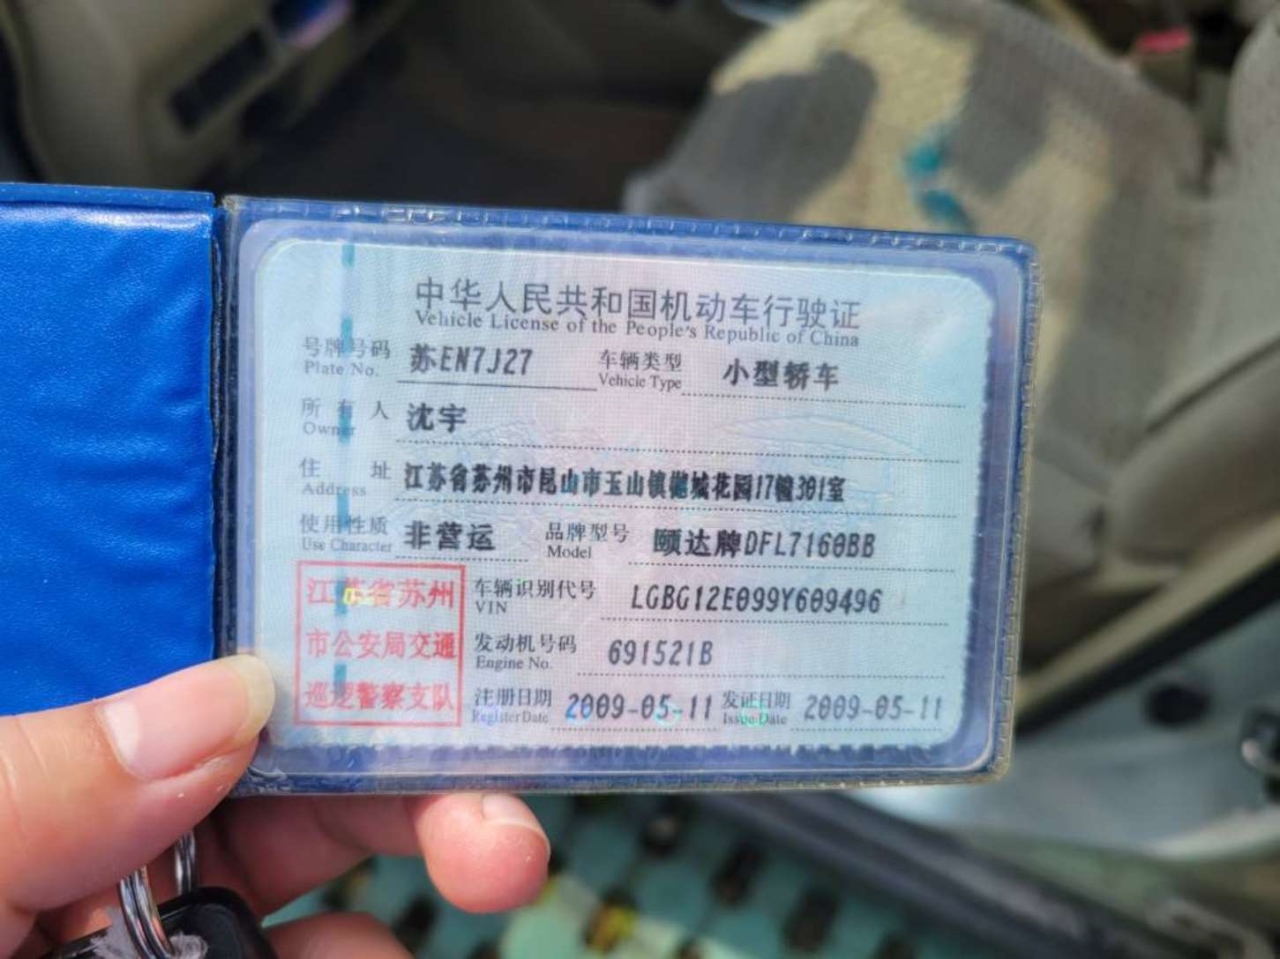 中华人民共和国机动车行驶证
Vehicle License of the People's Republic of China
号牌号码 苏EN7J27 车辆类型 小型轿车
Plate No. Vehicle Type
所有人 沈宇
Owner
住址 江苏省苏州市昆山市玉山镇樾城花园17幢301室
Address
使用性质 非营运 品牌型号 颐达牌DFL7160BB
Use Character Model
车辆识别代号 LGBG12E099Y609496
VIN
发动机号码 691521B
Engine No.
注册日期 2009-05-11 发证日期 2009-05-11
Register Date Issue Date
江苏省苏州
市公安局交通
巡逻警察支队